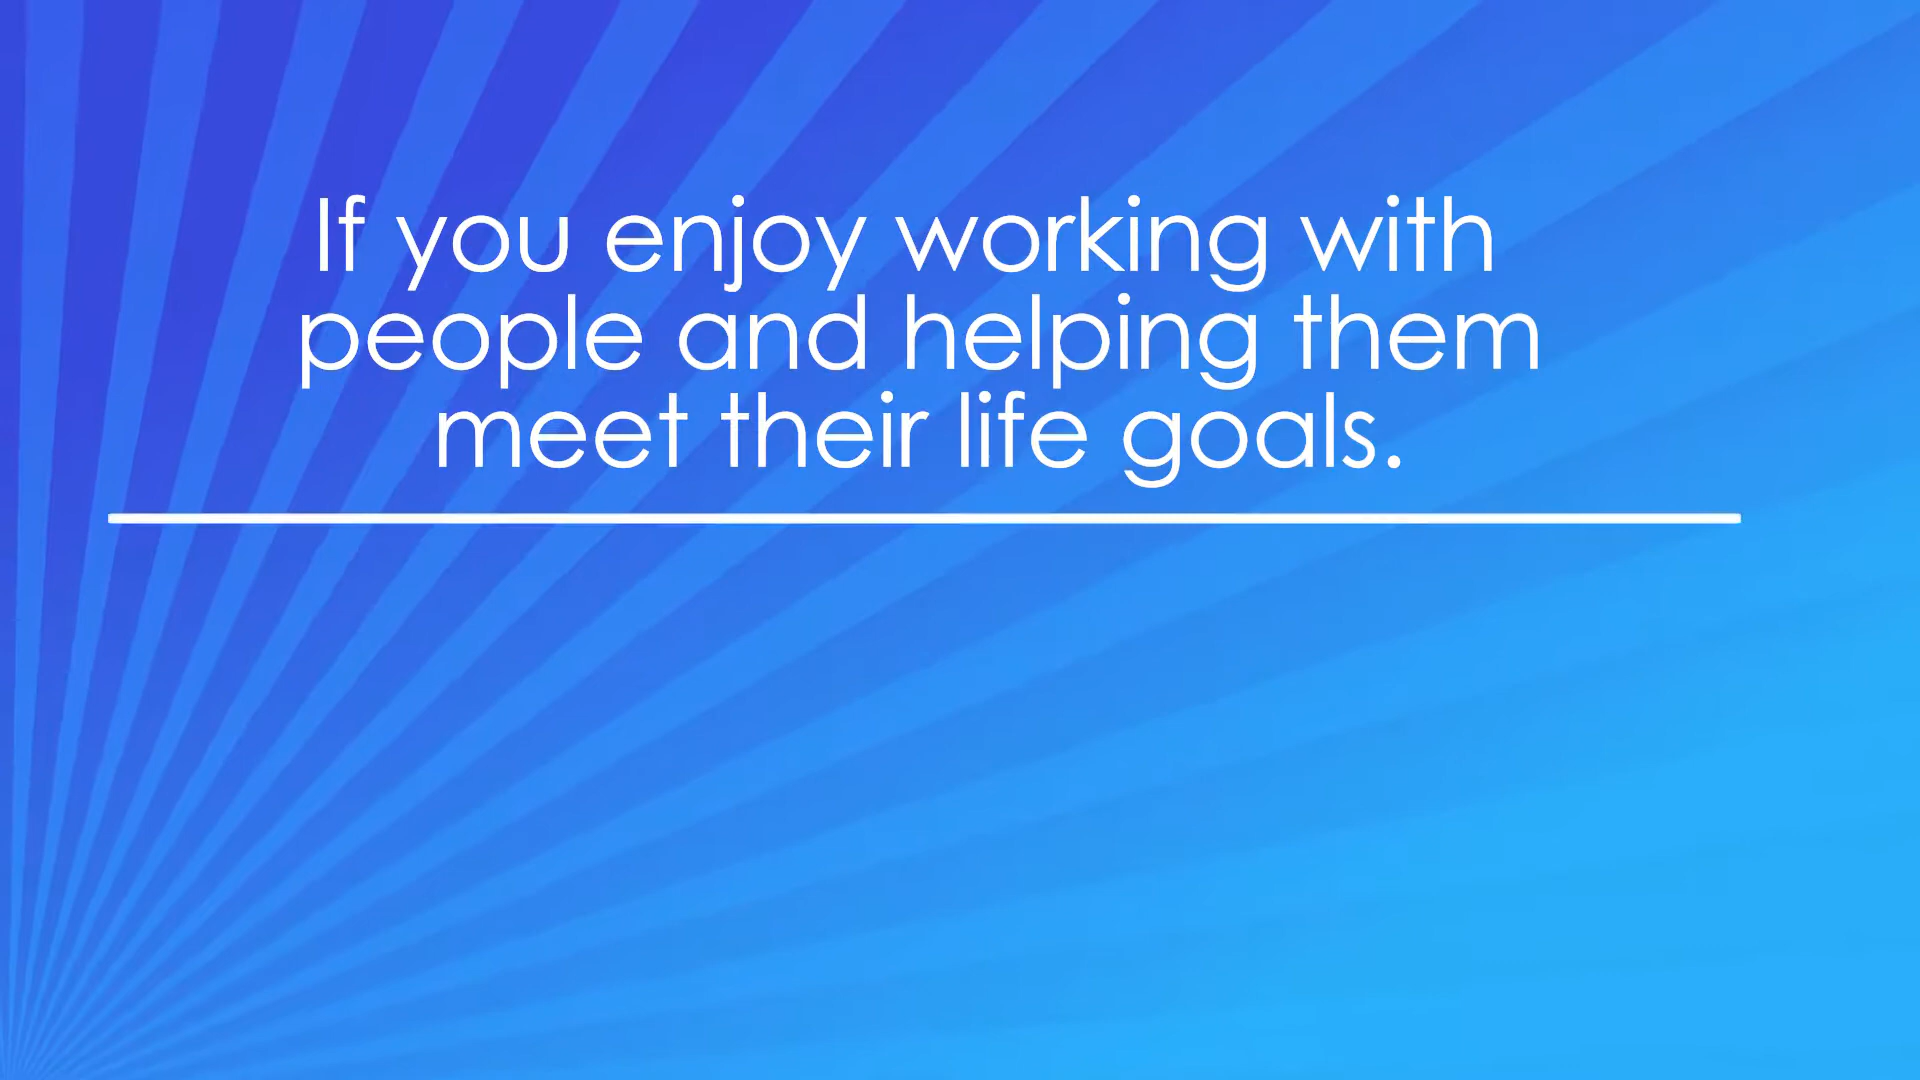 If you enjoy working with
people and helping them
meet their life goals.